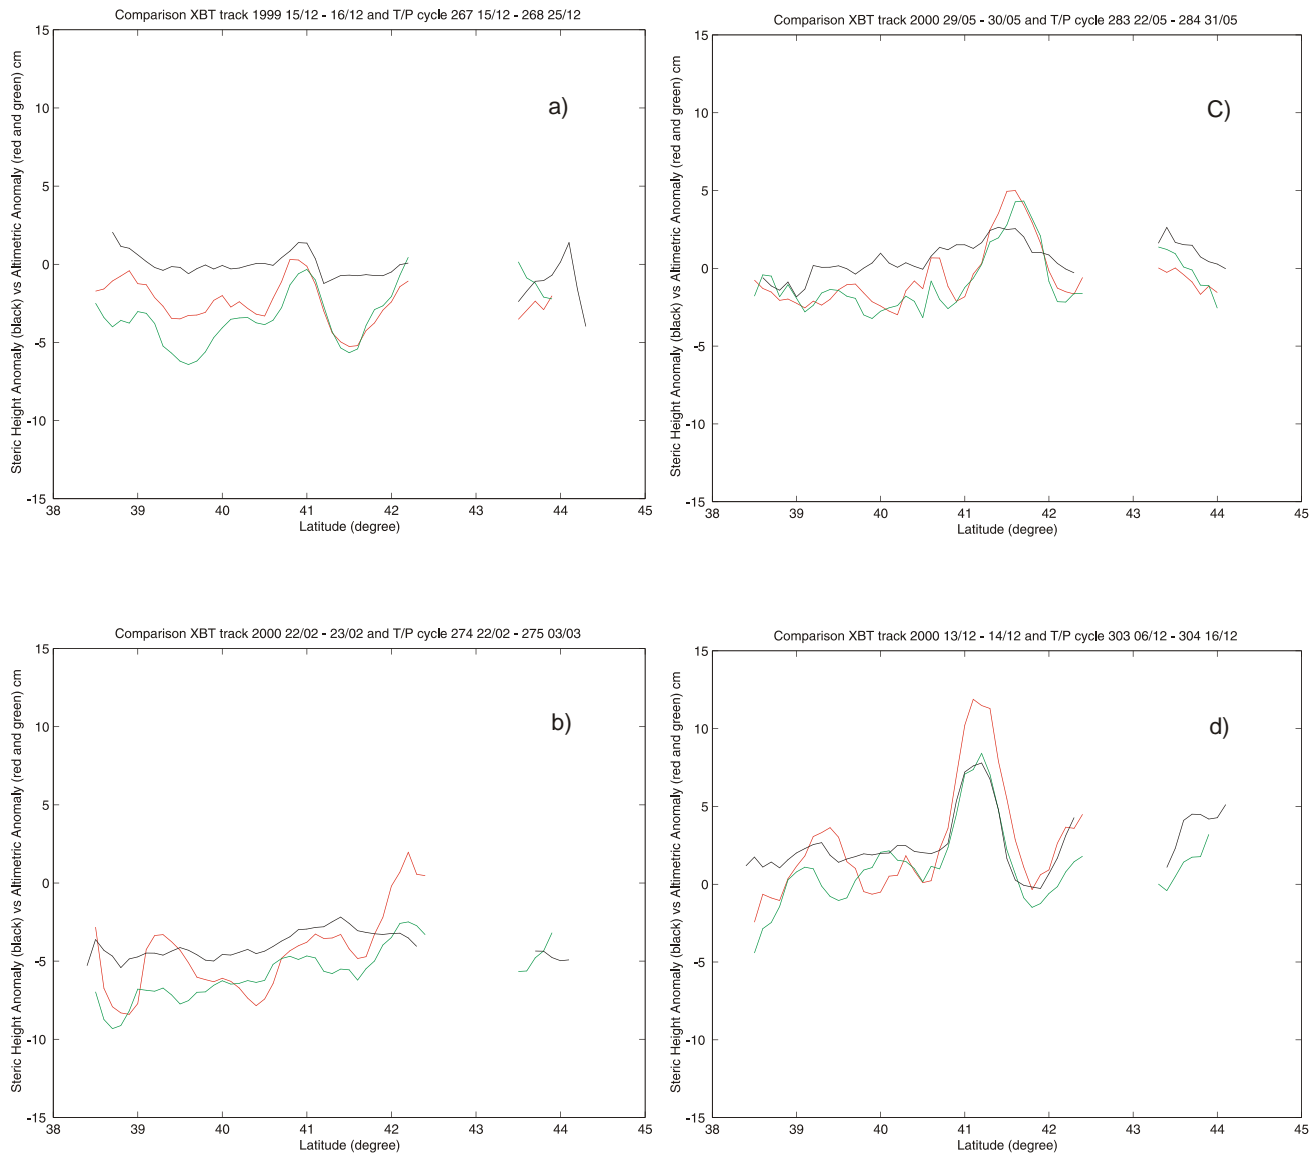 Comparison XBT track 1999 15/12 - 16/12 and T/P cycle 267 15/12 - 268 25/12
Steric Height Anomaly (black) vs Altimetric Anomaly (red and green) cm
15
10
5
0
-5
-10
-15
a)
38 39 40 41 42 43 44 45
Latitude (degree)
Comparison XBT track 2000 29/05 - 30/05 and T/P cycle 283 22/05 - 284 31/05
Steric Height Anomaly (black) vs Altimetric Anomaly (red and green) cm
15
10
5
0
-5
-10
-15
C)
38 39 40 41 42 43 44 45
Latitude (degree)
Comparison XBT track 2000 22/02 - 23/02 and T/P cycle 274 22/02 - 275 03/03
Steric Height Anomaly (black) vs Altimetric Anomaly (red and green) cm
15
10
5
0
-5
-10
-15
b)
38 39 40 41 42 43 44 45
Latitude (degree)
Comparison XBT track 2000 13/12 - 14/12 and T/P cycle 303 06/12 - 304 16/12
Steric Height Anomaly (black) vs Altimetric Anomaly (red and green) cm
15
10
5
0
-5
-10
-15
d)
38 39 40 41 42 43 44 45
Latitude (degree)